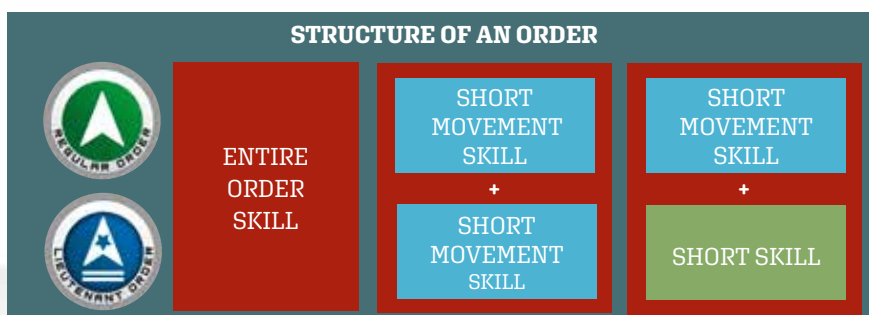 STRUCTURE OF AN ORDER
REGULAR ORDER
LIEUTENANT ORDER
ENTIRE
ORDER
SKILL
SHORT
MOVEMENT
SKILL
+
SHORT
MOVEMENT
SKILL
SHORT
MOVEMENT
SKILL
+
SHORT SKILL